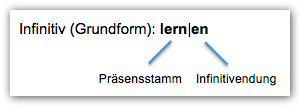 Infinitiv (Grundform): lern|en
Präsensstamm Infinitivendung